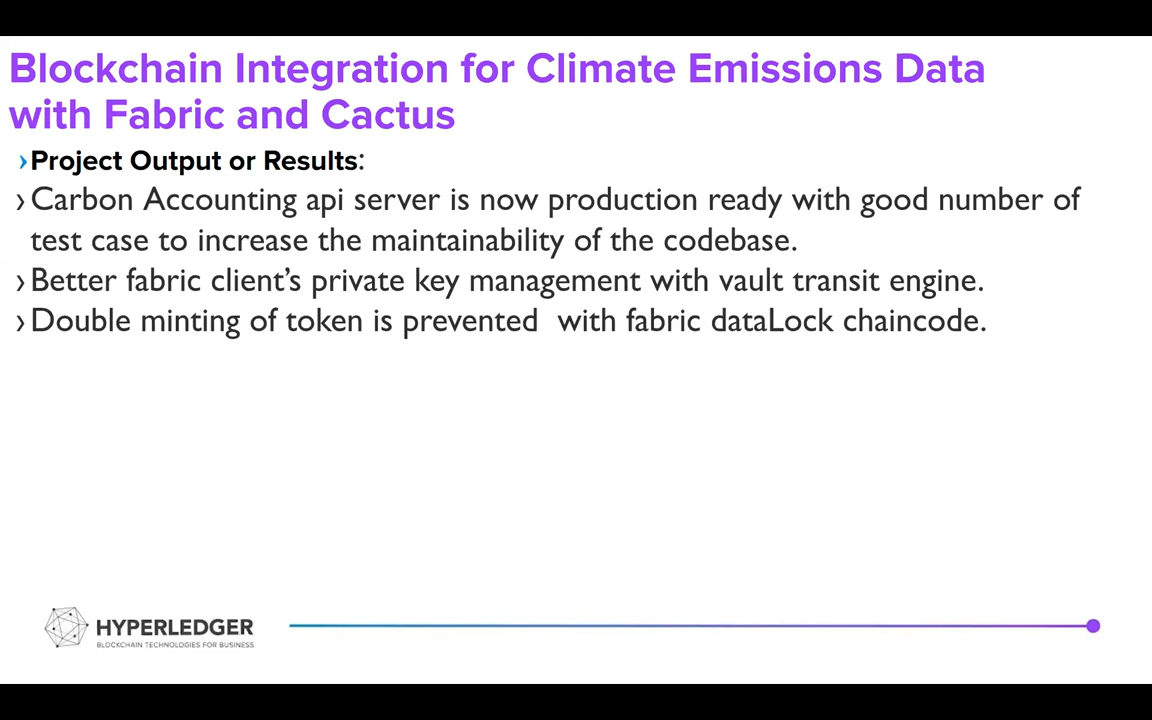 Blockchain Integration for Climate Emissions Data
with Fabric and Cactus
›Project Output or Results:
›Carbon Accounting api server is now production ready with good number of
test case to increase the maintainability of the codebase.
›Better fabric client’s private key management with vault transit engine.
›Double minting of token is prevented  with fabric dataLock chaincode.
HYPERLEDGER
BLOCKCHAIN TECHNOLOGIES FOR BUSINESS